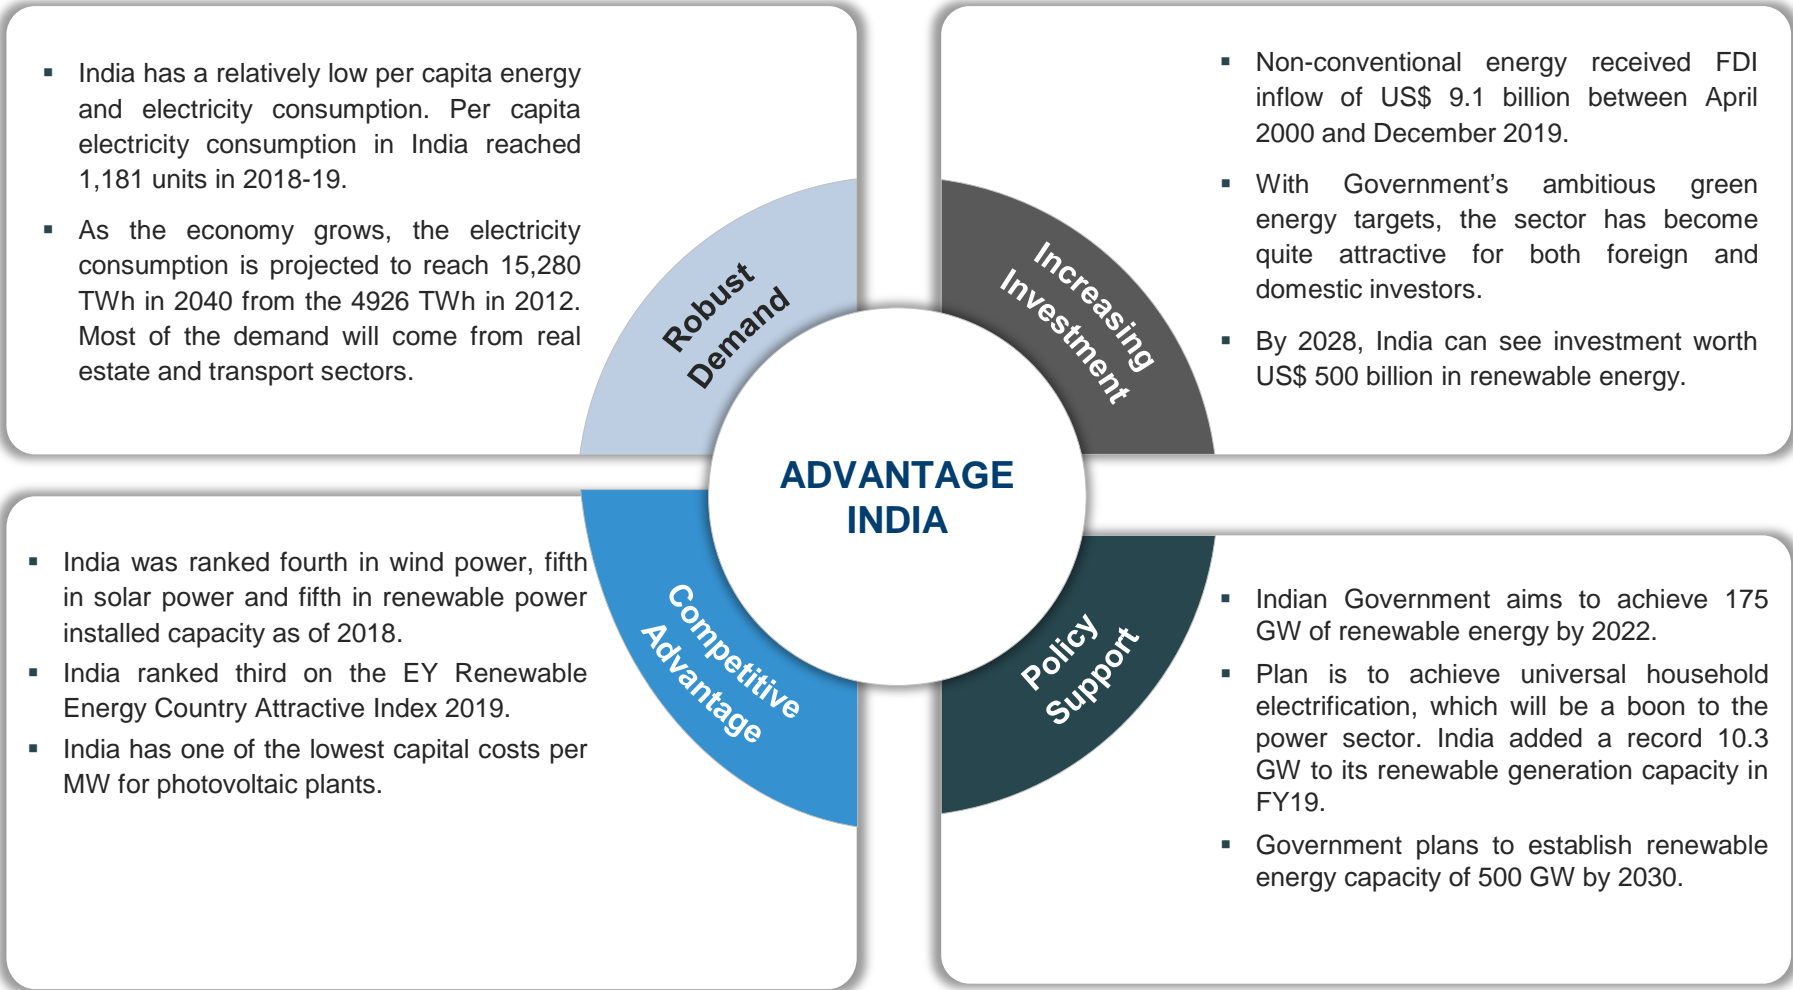 ▪ India has a relatively low per capita energy
and electricity consumption. Per capita
electricity consumption in India reached
1,181 units in 2018-19.
▪ As the economy grows, the electricity
consumption is projected to reach 15,280
TWh in 2040 from the 4926 TWh in 2012.
Most of the demand will come from real
estate and transport sectors.
Robust
Demand
▪ Non-conventional energy received FDI
inflow of US$ 9.1 billion between April
2000 and December 2019.
▪ With Government’s ambitious green
energy targets, the sector has become
quite attractive for both foreign and
domestic investors.
▪ By 2028, India can see investment worth
US$ 500 billion in renewable energy.
Increasing
Investment
ADVANTAGE
INDIA
▪ India was ranked fourth in wind power, fifth
in solar power and fifth in renewable power
installed capacity as of 2018.
▪ India ranked third on the EY Renewable
Energy Country Attractive Index 2019.
▪ India has one of the lowest capital costs per
MW for photovoltaic plants.
Competitive
Advantage
▪ Indian Government aims to achieve 175
GW of renewable energy by 2022.
▪ Plan is to achieve universal household
electrification, which will be a boon to the
power sector. India added a record 10.3
GW to its renewable generation capacity in
FY19.
▪ Government plans to establish renewable
energy capacity of 500 GW by 2030.
Policy
Support